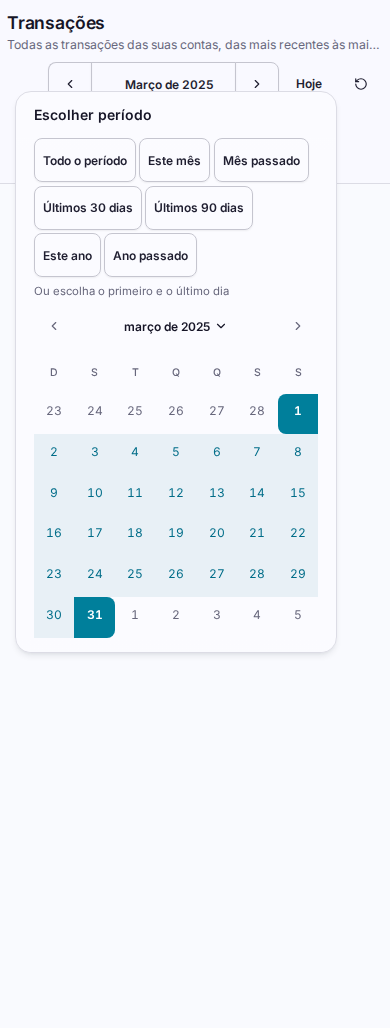 Transações
Todas as transações das suas contas, das mais recentes às mai...
Março de 2025
Hoje
Escolher período
Todo o período Este mês Mês passado
Últimos 30 dias Últimos 90 dias
Este ano Ano passado
Ou escolha o primeiro e o último dia
março de 2025
D S T Q Q S S
23 24 25 26 27 28 1
2 3 4 5 6 7 8
9 10 11 12 13 14 15
16 17 18 19 20 21 22
23 24 25 26 27 28 29
30 31 1 2 3 4 5